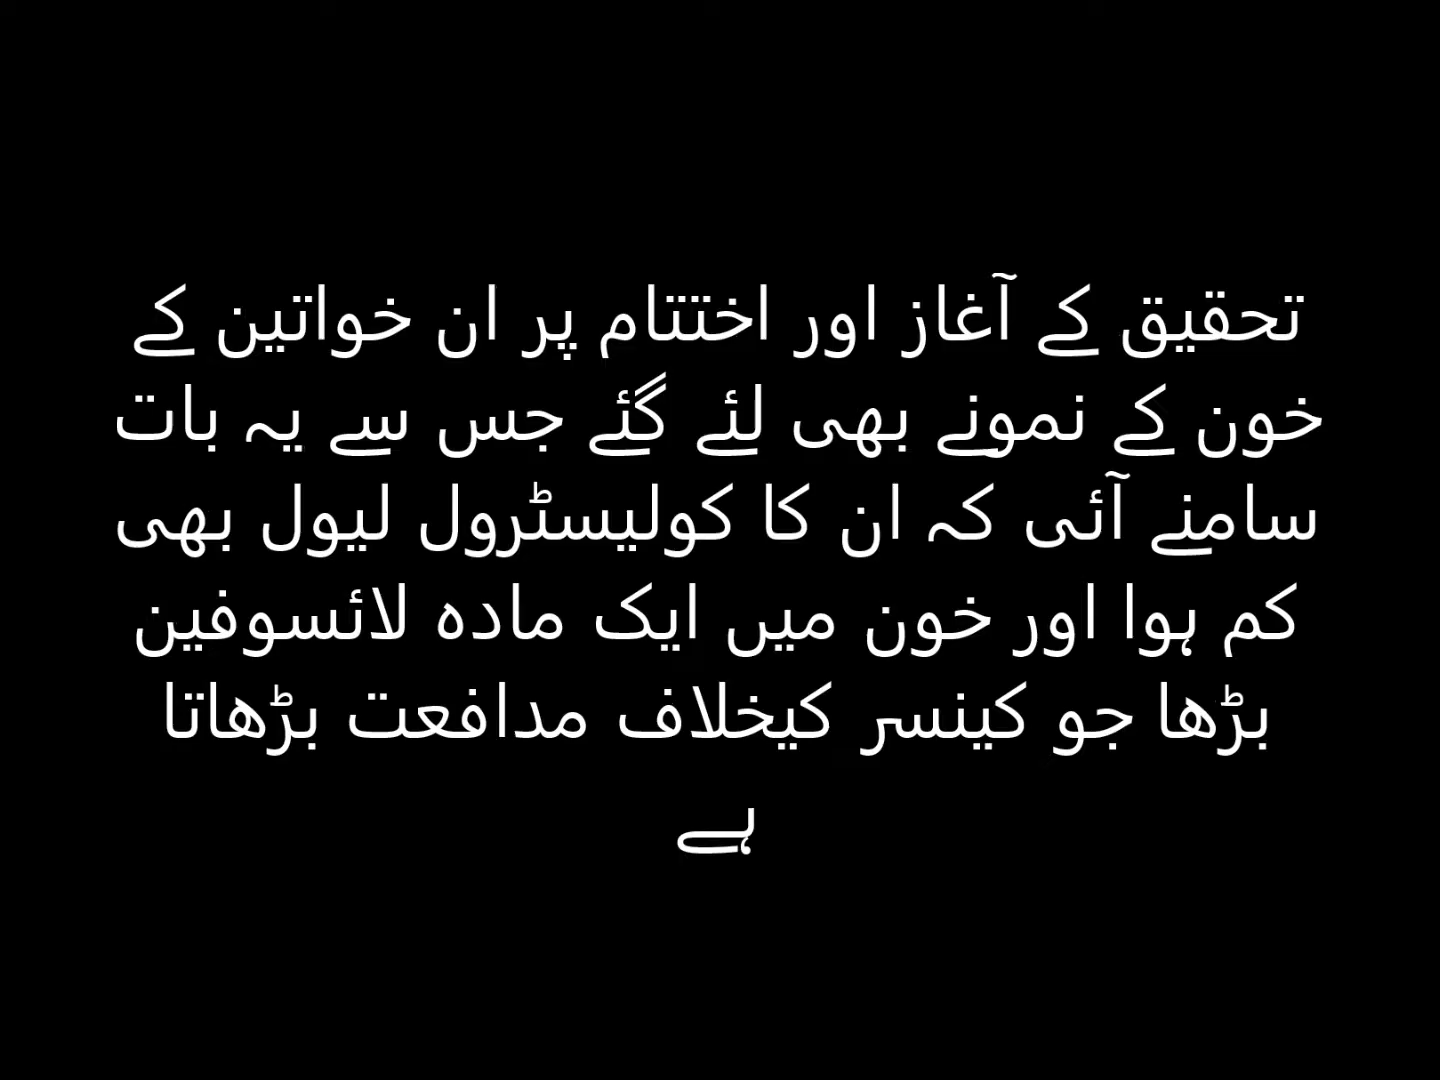 تحقیق کے آغاز اور اختتام پر ان خواتین کے
خون کے نمونے بھی لئے گئے جس سے یہ بات
سامنے آئی کہ ان کا کولیسٹرول لیول بھی
کم ہوا اور خون میں ایک مادہ لائسوفین
بڑھا جو کینسر کیخلاف مدافعت بڑھاتا
ہے